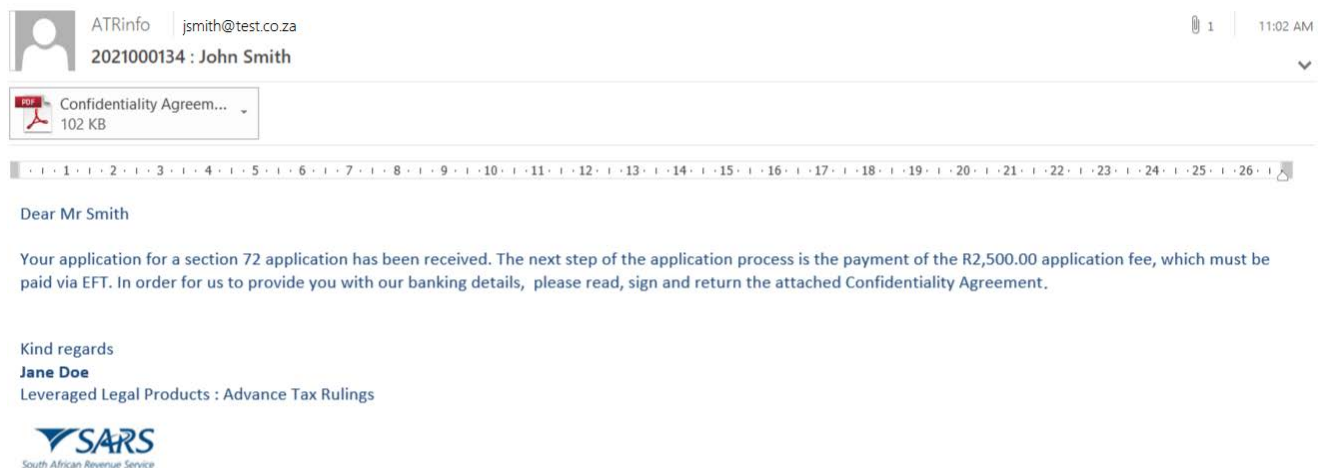 ATRinfo jsmith@test.co.za
1 11:02 AM
2021000134 : John Smith
PDF
Confidentiality Agreem...
102 KB
1 2 3 4 5 6 7 8 9 10 11 12 13 14 15 16 17 18 19 20 21 22 23 24 25 26
Dear Mr Smith
Your application for a section 72 application has been received. The next step of the application process is the payment of the R2,500.00 application fee, which must be
paid via EFT. In order for us to provide you with our banking details, please read, sign and return the attached Confidentiality Agreement.
Kind regards
Jane Doe
Leveraged Legal Products : Advance Tax Rulings
SARS
South African Revenue Service